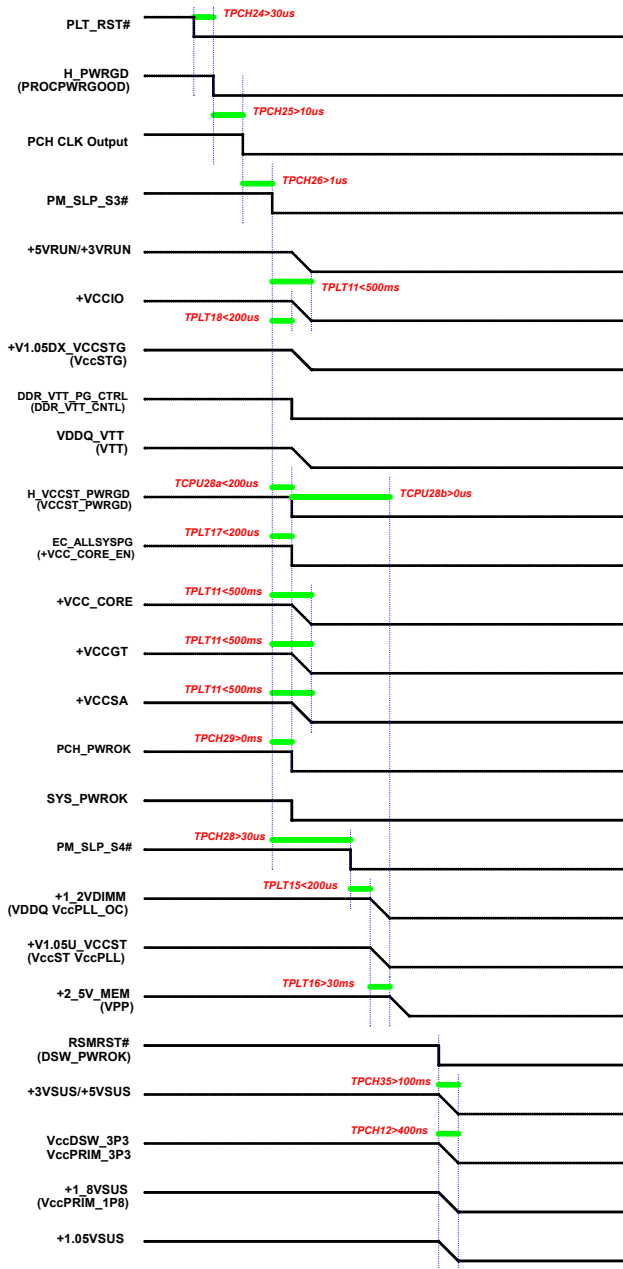 TPCH24>30us
PLT_RST#
H_PWRGD
(PROCPWRGOOD)
TPCH25>10us
PCH CLK Output
TPCH26>1us
PM_SLP_S3#
+5VRUN/+3VRUN
TPLT11<500ms
+VCCIO
TPLT18<200us
+V1.05DX_VCCSTG
(VccSTG)
DDR_VTT_PG_CTRL
(DDR_VTT_CNTL)
VDDQ_VTT
(VTT)
TCPU28a<200us
H_VCCST_PWRGD
(VCCST_PWRGD)
TCPU28b>0us
TPLT17<200us
EC_ALLSYSPG
(+VCC_CORE_EN)
TPLT11<500ms
+VCC_CORE
TPLT11<500ms
+VCCGT
TPLT11<500ms
+VCCSA
TPCH29>0ms
PCH_PWROK
SYS_PWROK
TPCH28>30us
PM_SLP_S4#
TPLT15<200us
+1_2VDIMM
(VDDQ VccPLL_OC)
+V1.05U_VCCST
(VccST VccPLL)
TPLT16>30ms
+2_5V_MEM
(VPP)
RSMRST#
(DSW_PWROK)
TPCH35>100ms
+3VSUS/+5VSUS
TPCH12>400ns
VccDSW_3P3
VccPRIM_3P3
+1_8VSUS
(VccPRIM_1P8)
+1.05VSUS